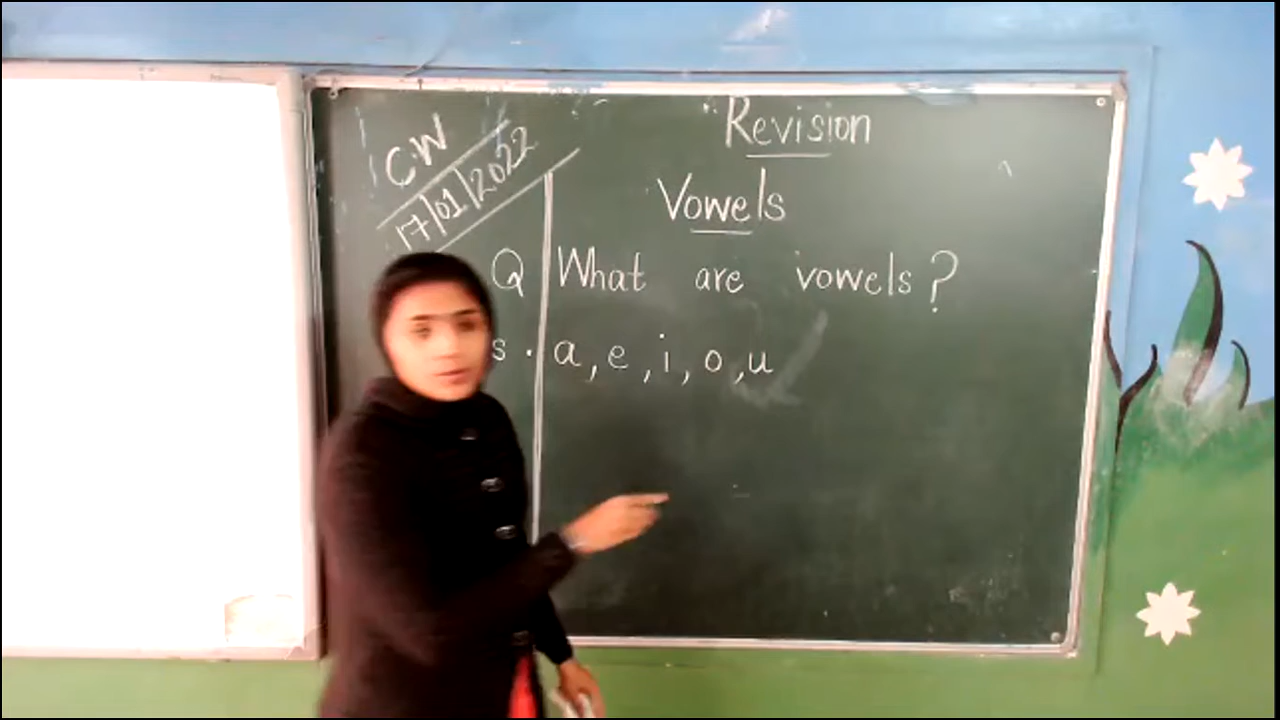 C.W
17/01/2022
Revision
Vowels
Q What are vowels?
s . a, e, i, o, u